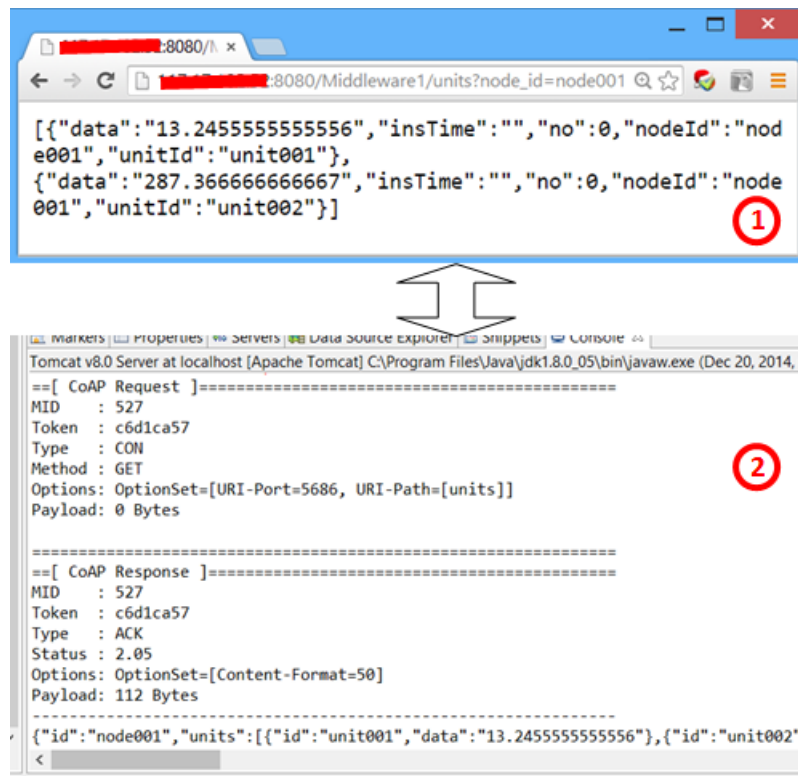 :8080/M
:8080/Middleware1/units?node_id=node001
[{"data":"13.2455555555556","insTime":"","no":0,"nodeId":"nod
e001","unitId":"unit001"},
{"data":"287.366666666667","insTime":"","no":0,"nodeId":"node
001","unitId":"unit002"}]
1
Markers Properties Servers Data Source Explorer Snippets Console
Tomcat v8.0 Server at localhost [Apache Tomcat] C:\Program Files\Java\jdk1.8.0_05\bin\javaw.exe (Dec 20, 2014,
==[ CoAP Request ]=============================================
MID : 527
Token : c6d1ca57
Type : CON
Method : GET
Options: OptionSet=[URI-Port=5686, URI-Path=[units]]
Payload: 0 Bytes
2
===============================================================
==[ CoAP Response ]============================================
MID : 527
Token : c6d1ca57
Type : ACK
Status : 2.05
Options: OptionSet=[Content-Format=50]
Payload: 112 Bytes
---------------------------------------------------------------
{"id":"node001","units":[{"id":"unit001","data":"13.2455555555556"},{"id":"unit002"